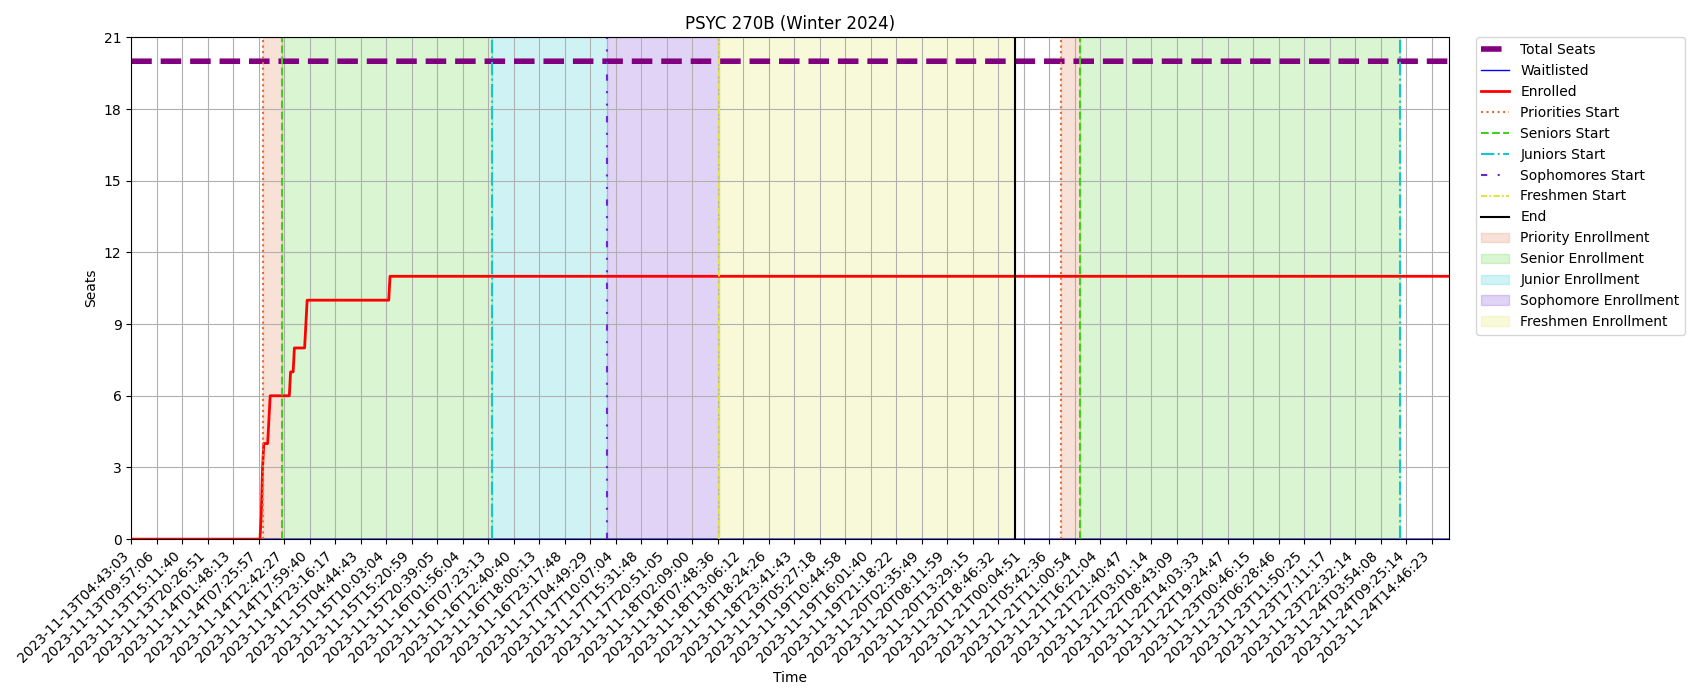 PSYC 270B (Winter 2024)
21
18
15
12
9
6
3
0
Seats
2023-11-13T04:43:03
2023-11-13T09:57:06
2023-11-13T15:11:40
2023-11-13T20:26:51
2023-11-14T01:48:13
2023-11-14T07:25:57
2023-11-14T12:42:27
2023-11-14T17:59:40
2023-11-14T23:16:17
2023-11-15T04:44:43
2023-11-15T10:03:04
2023-11-15T15:20:59
2023-11-15T20:39:05
2023-11-16T01:56:04
2023-11-16T07:23:13
2023-11-16T12:40:40
2023-11-16T18:00:13
2023-11-16T23:17:48
2023-11-17T04:49:29
2023-11-17T10:07:04
2023-11-17T15:31:48
2023-11-17T20:51:05
2023-11-18T02:09:00
2023-11-18T07:48:36
2023-11-18T13:06:12
2023-11-18T18:24:26
2023-11-18T23:41:43
2023-11-19T05:27:18
2023-11-19T10:44:58
2023-11-19T16:01:40
2023-11-19T21:18:22
2023-11-20T02:35:49
2023-11-20T08:11:59
2023-11-20T13:29:15
2023-11-20T18:46:32
2023-11-21T00:04:51
2023-11-21T05:42:36
2023-11-21T11:00:54
2023-11-21T16:21:04
2023-11-21T21:40:47
2023-11-22T03:01:14
2023-11-22T08:43:09
2023-11-22T14:03:33
2023-11-22T19:24:47
2023-11-23T00:46:15
2023-11-23T06:28:46
2023-11-23T11:50:25
2023-11-23T17:11:17
2023-11-23T22:32:14
2023-11-24T03:54:08
2023-11-24T09:25:14
2023-11-24T14:46:23
Time
Total Seats
Waitlisted
Enrolled
Priorities Start
Seniors Start
Juniors Start
Sophomores Start
Freshmen Start
End
Priority Enrollment
Senior Enrollment
Junior Enrollment
Sophomore Enrollment
Freshmen Enrollment